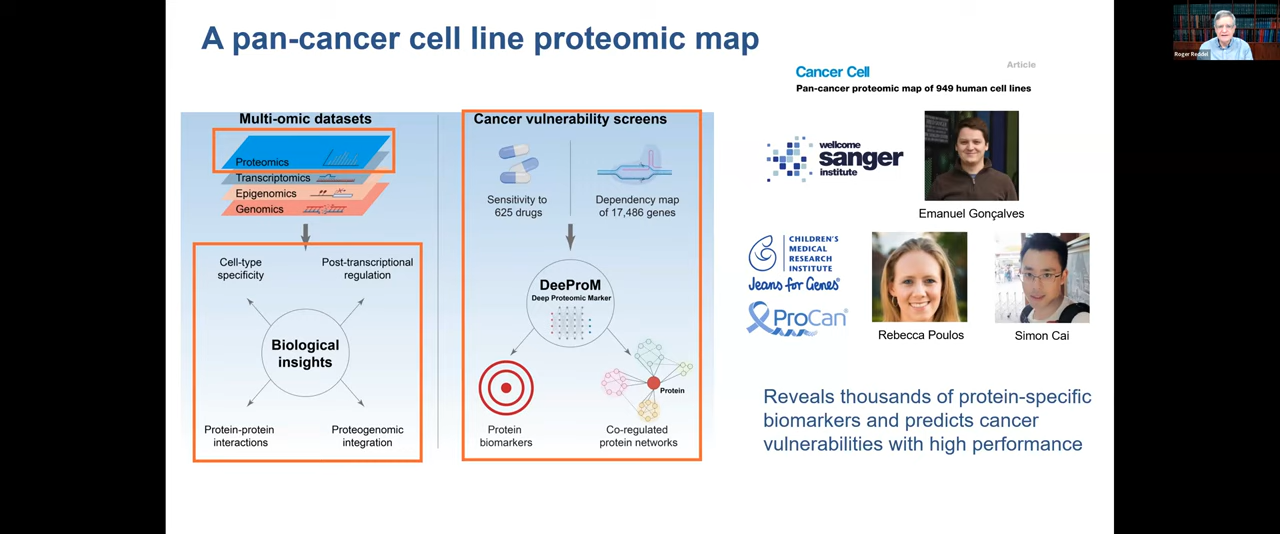 A pan-cancer cell line proteomic map
Roger Reddel
Article
Cancer Cell
Pan-cancer proteomic map of 949 human cell lines
Multi-omic datasets
Proteomics
Transcriptomics
Epigenomics
Genomics
Cell-type
specificity
Post-transcriptional
regulation
Biological
insights
Protein-protein
interactions
Proteogenomic
integration
Cancer vulnerability screens
Sensitivity to
625 drugs
Dependency map
of 17,486 genes
DeeProM
Deep Proteomic Marker
Protein
Protein
biomarkers
Co-regulated
protein networks
wellcome
sanger
institute
Emanuel Gonçalves
CHILDREN'S
MEDICAL
RESEARCH
INSTITUTE
Jeans for Genes®
ProCan®
Rebecca Poulos
Simon Cai
Reveals thousands of protein-specific
biomarkers and predicts cancer
vulnerabilities with high performance